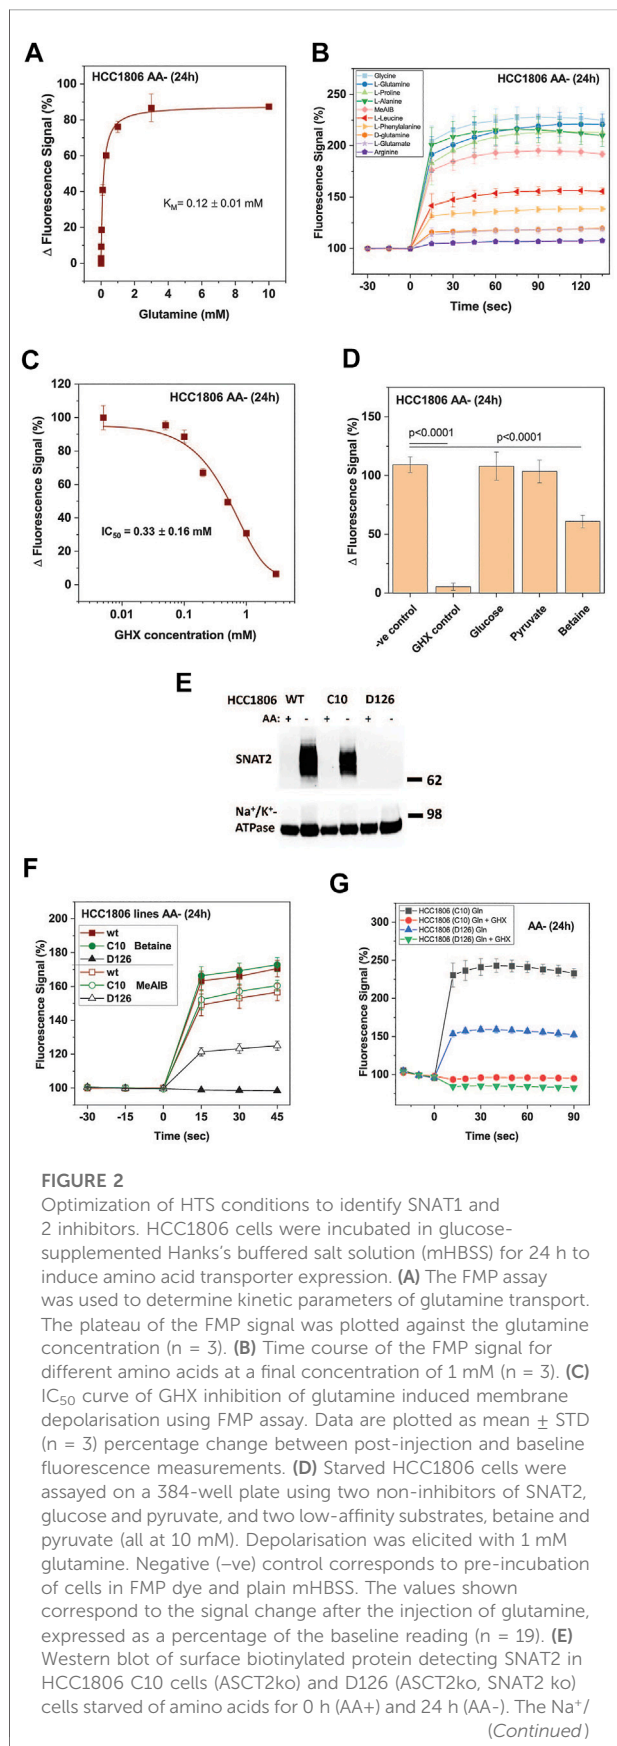 A
HCC1806 AA- (24h)
100
80
60
40
20
0
K_M= 0.12 ± 0.01 mM
Δ Fluorescence Signal (%)
0 2 4 6 8 10
Glutamine (mM)
B
HCC1806 AA- (24h)
Glycine
L-Glutamine
L-Proline
L-Alanine
MeAIB
L-Leucine
L-Phenylalanine
D-glutamine
L-Glutamate
Arginine
250
200
150
100
Fluorescence Signal (%)
-30 0 30 60 90 120
Time (sec)
C
HCC1806 AA- (24h)
120
100
80
60
40
20
0
IC₅₀ = 0.33 ± 0.16 mM
Δ Fluorescence Signal (%)
0.01 0.1 1
GHX concentration (mM)
D
HCC1806 AA- (24h)
150
100
50
0
p<0.0001 p<0.0001
Δ Fluorescence Signal (%)
-ve control GHX control Glucose Pyruvate Betaine
E
HCC1806 WT C10 D126
AA: + - + - + -
SNAT2
62
Na⁺/K⁺-
ATPase
98
F
HCC1806 lines AA- (24h)
wt
C10 Betaine
D126
wt
C10 MeAIB
D126
200
180
160
140
120
100
Fluorescence Signal (%)
-30 -15 0 15 30 45
Time (sec)
G
HCC1806 (C10) Gln
HCC1806 (C10) Gln + GHX
HCC1806 (D126) Gln
HCC1806 (D126) Gln + GHX
AA- (24h)
300
250
200
150
100
50
Fluorescence Signal (%)
0 30 60 90
Time (sec)
FIGURE 2
Optimization of HTS conditions to identify SNAT1 and
2 inhibitors. HCC1806 cells were incubated in glucose-
supplemented Hanks's buffered salt solution (mHBSS) for 24 h to
induce amino acid transporter expression. (A) The FMP assay
was used to determine kinetic parameters of glutamine transport.
The plateau of the FMP signal was plotted against the glutamine
concentration (n = 3). (B) Time course of the FMP signal for
different amino acids at a final concentration of 1 mM (n = 3). (C)
IC₅₀ curve of GHX inhibition of glutamine induced membrane
depolarisation using FMP assay. Data are plotted as mean ± STD
(n = 3) percentage change between post-injection and baseline
fluorescence measurements. (D) Starved HCC1806 cells were
assayed on a 384-well plate using two non-inhibitors of SNAT2,
glucose and pyruvate, and two low-affinity substrates, betaine and
pyruvate (all at 10 mM). Depolarisation was elicited with 1 mM
glutamine. Negative (–ve) control corresponds to pre-incubation
of cells in FMP dye and plain mHBSS. The values shown
correspond to the signal change after the injection of glutamine,
expressed as a percentage of the baseline reading (n = 19). (E)
Western blot of surface biotinylated protein detecting SNAT2 in
HCC1806 C10 cells (ASCT2ko) and D126 (ASCT2ko, SNAT2 ko)
cells starved of amino acids for 0 h (AA+) and 24 h (AA-). The Na⁺/
(Continued)